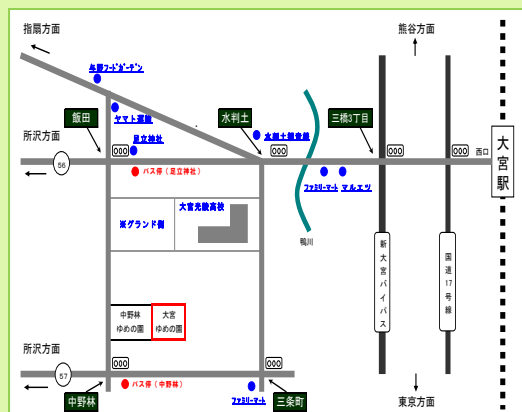 指扇方面
熊谷方面
与野フードガーデン
飯田
ヤマト運輸
水判土
三橋3丁目
大宮駅
所沢方面
足立神社
水判土観音堂
西口
56
バス停（足立神社）
ファミリーマート
マルエツ
大宮光陵高校
※グランド側
鴨川
新大宮バイパス
国道17号線
中野林
ゆめの園
大宮
ゆめの園
所沢方面
57
バス停（中野林）
中野林
ファミリーマート
三条町
東京方面